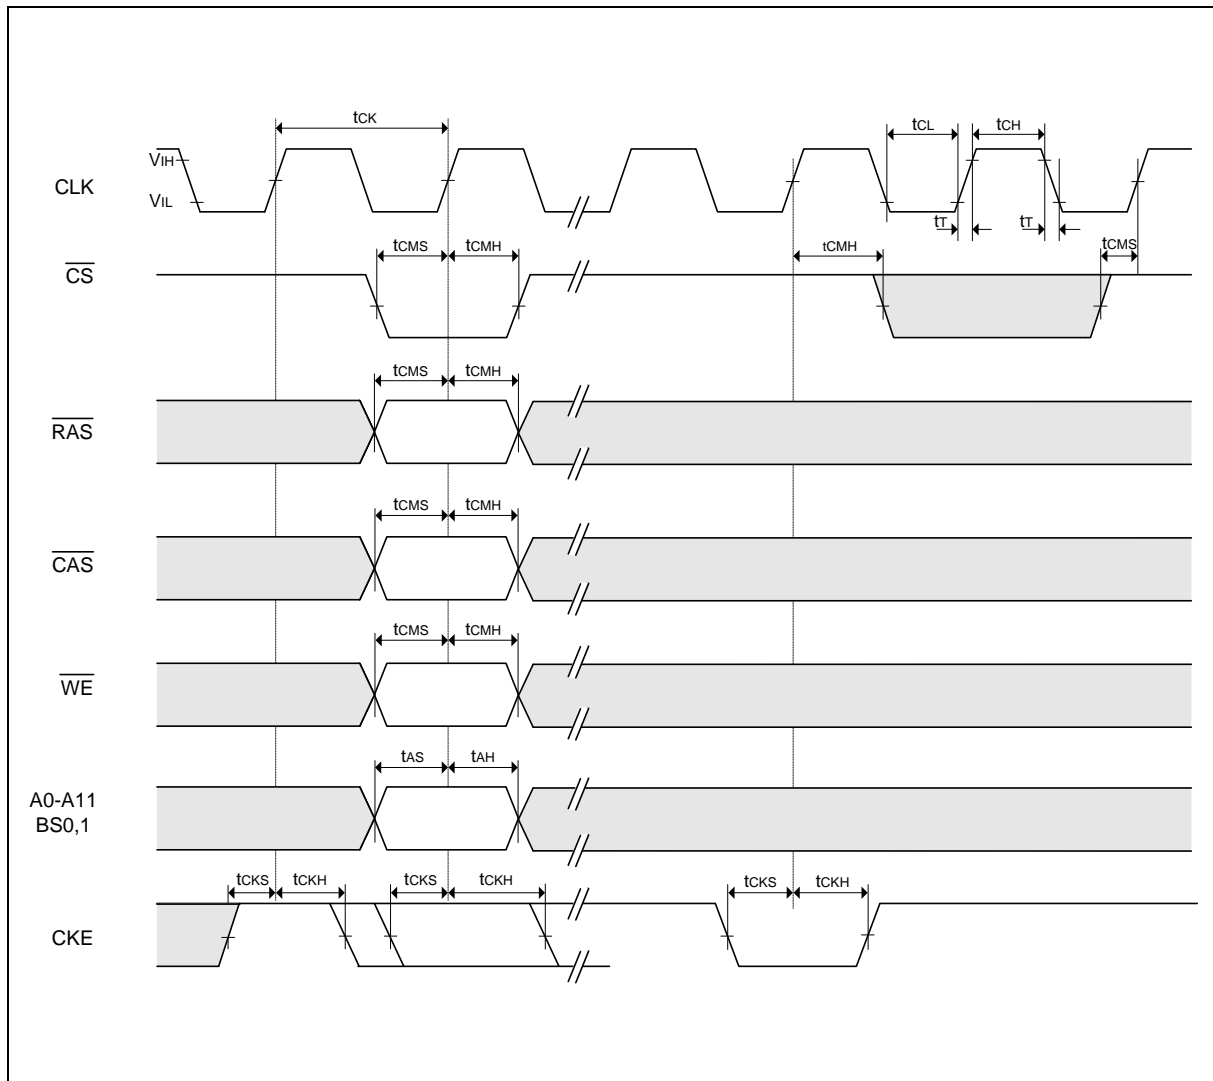 tCK
tCL
tCH
VIH
CLK
VIL
tT
tT
tCMS
tCMH
tCMH
tCMS
CS
tCMS
tCMH
RAS
tCMS
tCMH
CAS
tCMS
tCMH
WE
tAS
tAH
A0-A11
BS0,1
tCKS
tCKH
tCKS
tCKH
tCKS
tCKH
CKE